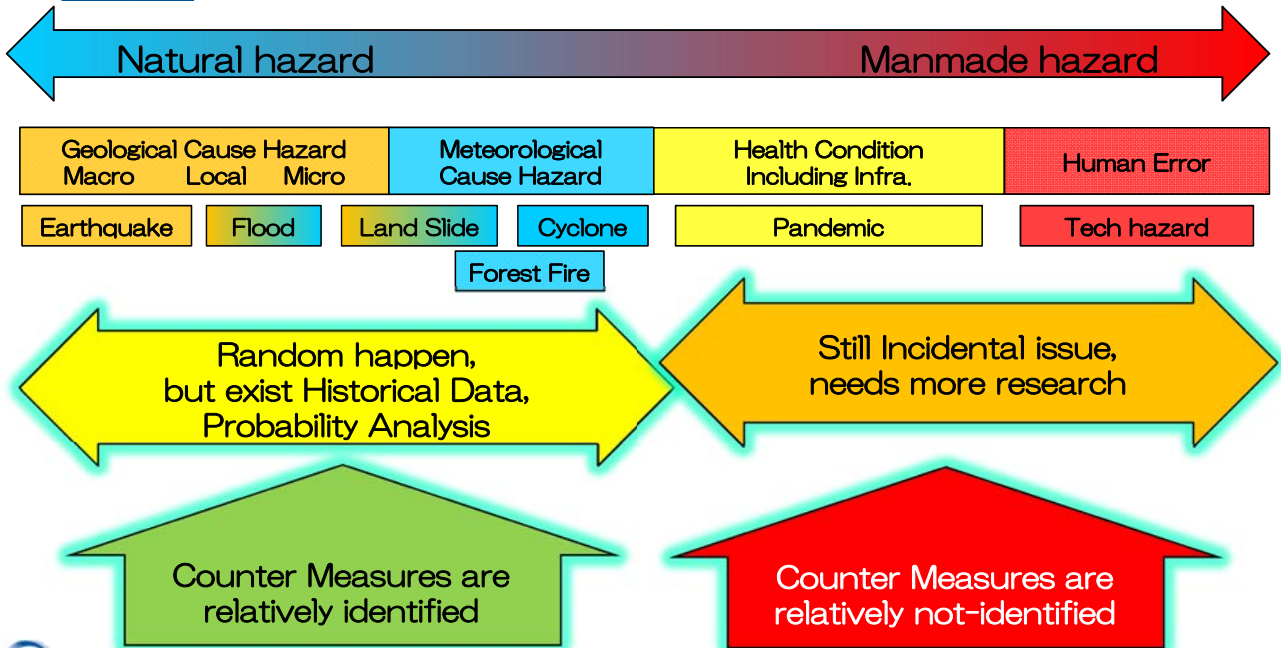 Natural hazard
Manmade hazard
Geological Cause Hazard
Macro Local Micro
Meteorological
Cause Hazard
Health Condition
Including Infra.
Human Error
Earthquake
Flood
Land Slide
Cyclone
Pandemic
Tech hazard
Forest Fire
Random happen,
but exist Historical Data,
Probability Analysis
Still Incidental issue,
needs more research
Counter Measures are
relatively identified
Counter Measures are
relatively not-identified